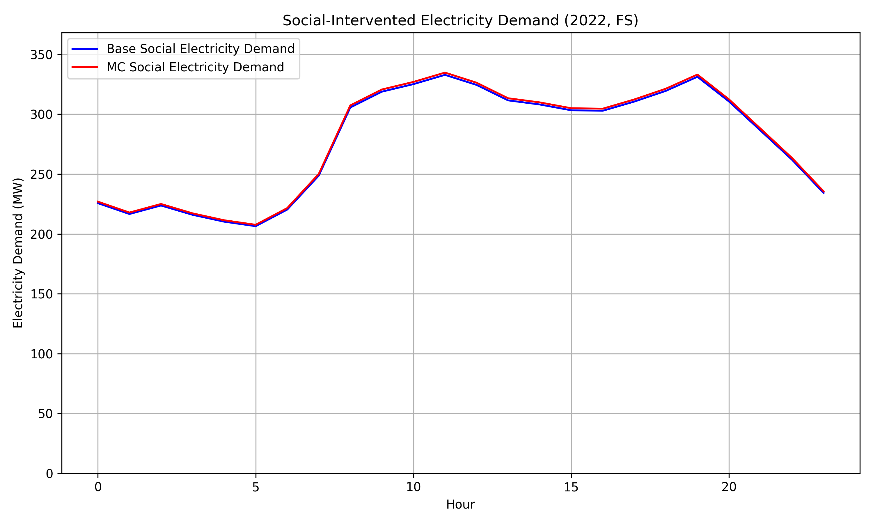 Social-Intervented Electricity Demand (2022, FS)
Base Social Electricity Demand
MC Social Electricity Demand
Electricity Demand (MW)
350
300
250
200
150
100
50
0
0 5 10 15 20
Hour